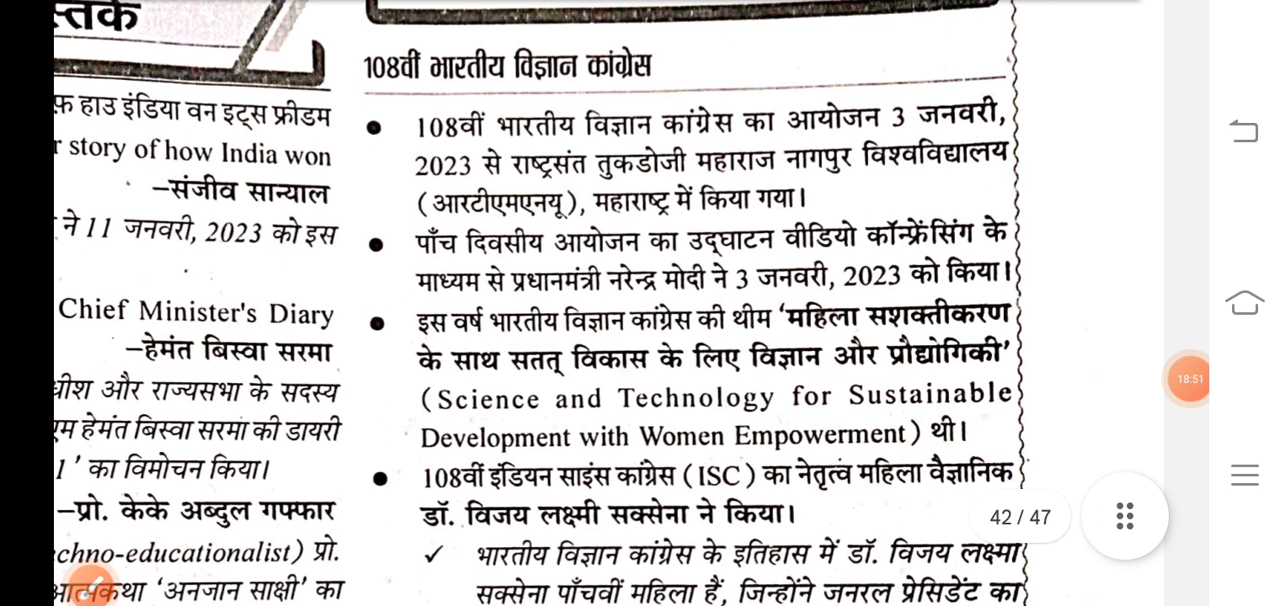 स्तकें
फ़ हाउ इंडिया वन इट्स फ्रीडम
r story of how India won
–संजीव सान्याल
ने 11 जनवरी, 2023 को इस
Chief Minister's Diary
–हेमंत बिस्वा सरमा
धीश और राज्यसभा के सदस्य
एम हेमंत बिस्वा सरमा की डायरी
1' का विमोचन किया।
–प्रो. केके अब्दुल गफ्फार
chno-educationalist) प्रो.
आत्मकथा 'अनजान साक्षी' का
108वीं भारतीय विज्ञान कांग्रेस
● 108वीं भारतीय विज्ञान कांग्रेस का आयोजन 3 जनवरी,
2023 से राष्ट्रसंत तुकडोजी महाराज नागपुर विश्वविद्यालय
(आरटीएमएनयू), महाराष्ट्र में किया गया।
● पाँच दिवसीय आयोजन का उद्घाटन वीडियो कॉन्फ्रेंसिंग के
माध्यम से प्रधानमंत्री नरेन्द्र मोदी ने 3 जनवरी, 2023 को किया।
● इस वर्ष भारतीय विज्ञान कांग्रेस की थीम 'महिला सशक्तीकरण
के साथ सतत् विकास के लिए विज्ञान और प्रौद्योगिकी'
(Science and Technology for Sustainable
Development with Women Empowerment) थी।
● 108वीं इंडियन साइंस कांग्रेस (ISC) का नेतृत्व महिला वैज्ञानिक
डॉ. विजय लक्ष्मी सक्सेना ने किया।
✓ भारतीय विज्ञान कांग्रेस के इतिहास में डॉ. विजय लक्ष्मी
सक्सेना पाँचवीं महिला हैं, जिन्होंने जनरल प्रेसिडेंट का
42 / 47
18:51